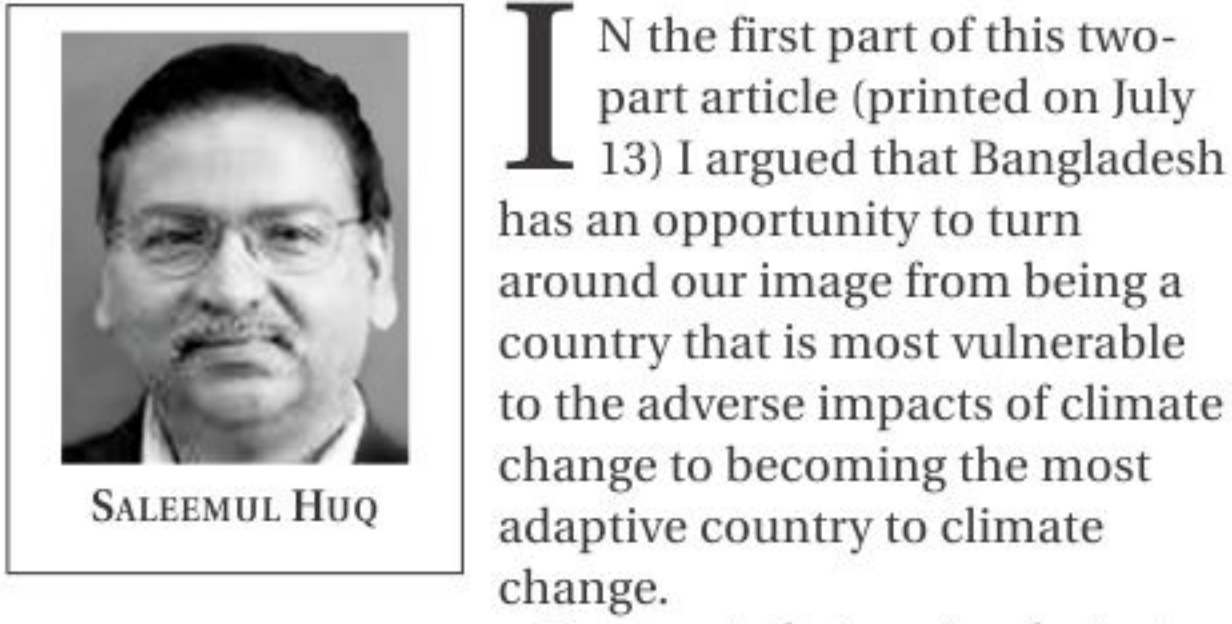 SALEEMUL HUQ
IN the first part of this two-
part article (printed on July
13) I argued that Bangladesh
has an opportunity to turn
around our image from being a
country that is most vulnerable
to the adverse impacts of climate
change to becoming the most
adaptive country to climate
change.